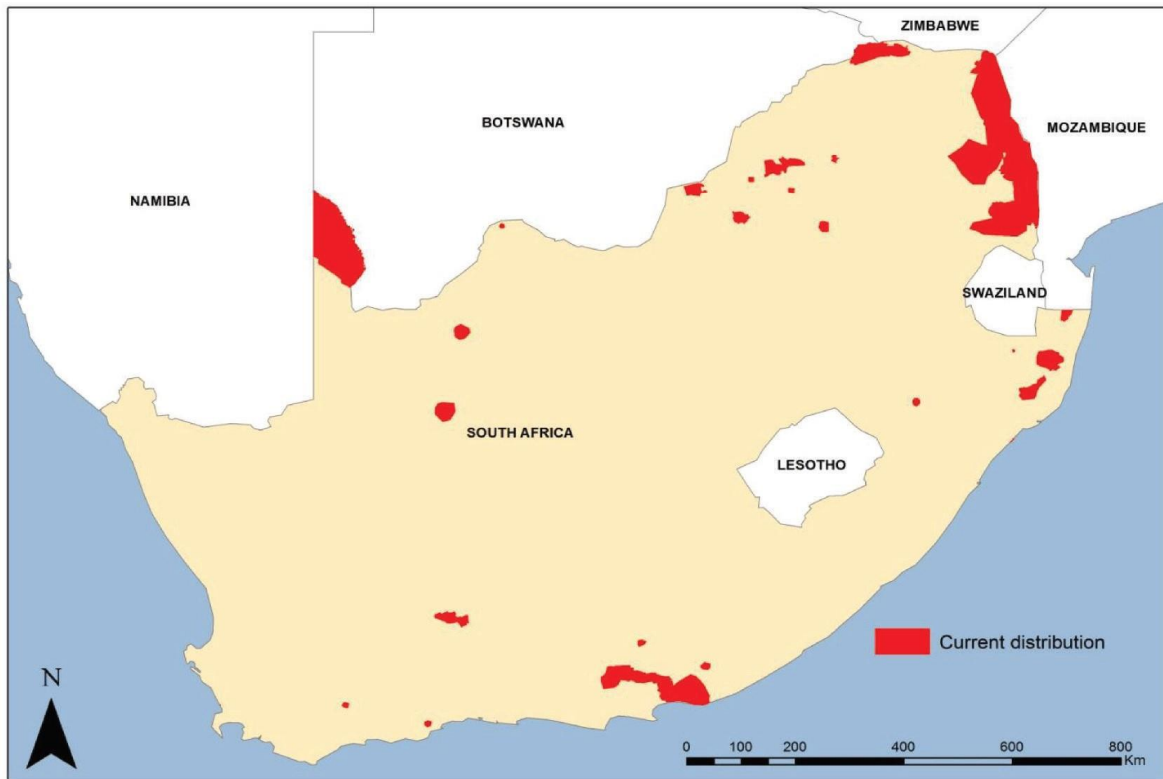 ZIMBABWE
BOTSWANA
MOZAMBIQUE
NAMIBIA
SWAZILAND
SOUTH AFRICA
LESOTHO
Current distribution
N
0 100 200 400 600 800
Km